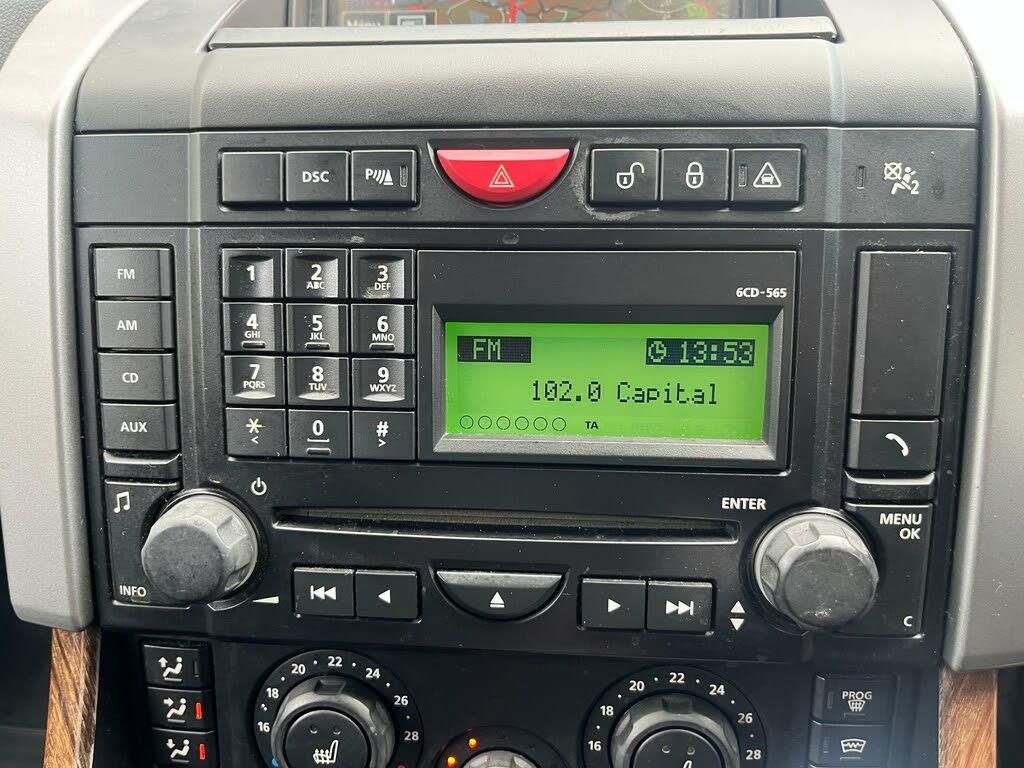 Menu
DSC
P
2
FM
1
2
ABC
3
DEF
6CD-565
AM
4
GHI
5
JKL
6
MNO
FM 13:53
102.0 Capital
TA
CD
7
PQRS
8
TUV
9
WXYZ
AUX
*
<
0
#
>
ENTER
MENU
OK
INFO
C
16 18 20 22 24 26 28
16 18 20 22 24 26 28
PROG